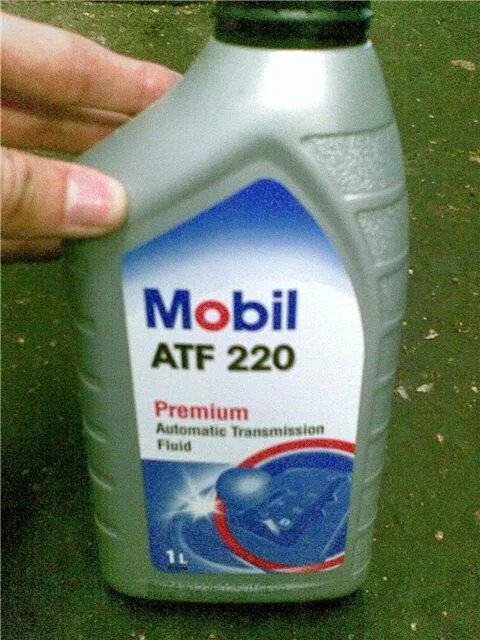 Mobil
ATF 220
Premium
Automatic Transmission
Fluid
1L